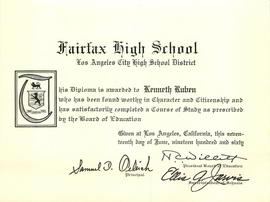 Fairfax High School
Los Angeles City High School District
This Diploma is awarded to Kenneth Ruben
who has been found worthy in Character and Citizenship and
has satisfactorily completed a Course of Study as prescribed
by the Board of Education
Given at Los Angeles, California, this seven-
teenth day of June, nineteen hundred and sixty
Samuel D.
Principal
President Board of Education
Ellis A. Jarvis
Superintendent of Schools